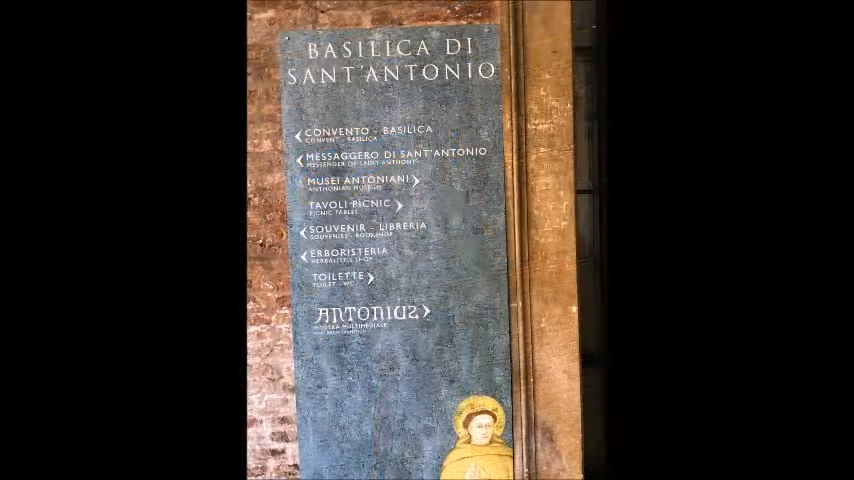 BASILICA DI
SANT'ANTONIO
CONVENTO - BASILICA
CONVENT - BASILICA
MESSAGGERO DI SANT'ANTONIO
MESSENGER OF SAINT ANTHONY
MUSEI ANTONIANI
ANTHONIAN MUSEUM
TAVOLI PICNIC
PICNIC TABLES
SOUVENIR - LIBRERIA
SOUVENIRS - BOOKSHOP
ERBORISTERIA
HERBALIST'S SHOP
TOILETTE
TOILET - WC
ANTONIUS
MOSTRA MULTIMEDIALE